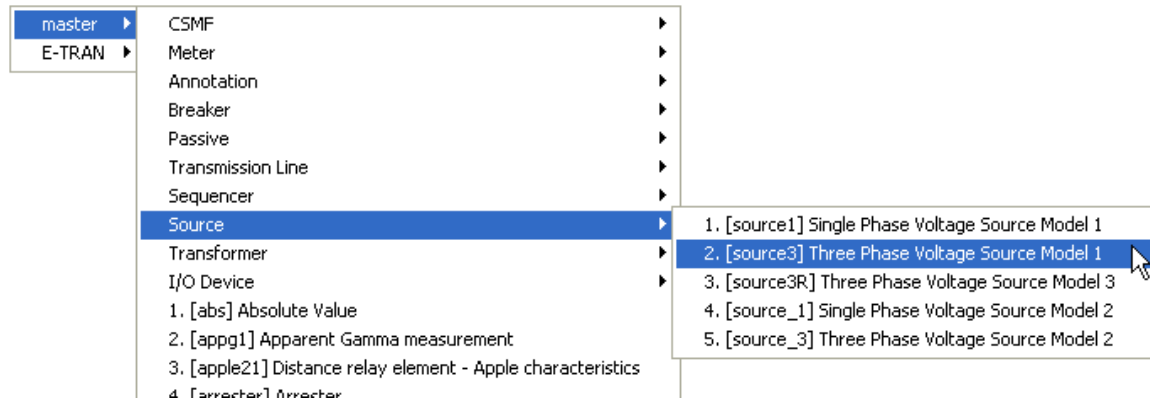 master
E-TRAN
CSMF
Meter
Annotation
Breaker
Passive
Transmission Line
Sequencer
Source
Transformer
I/O Device
1. [abs] Absolute Value
2. [appg1] Apparent Gamma measurement
3. [apple21] Distance relay element - Apple characteristics
4. [arrester] Arrester
1. [source1] Single Phase Voltage Source Model 1
2. [source3] Three Phase Voltage Source Model 1
3. [source3R] Three Phase Voltage Source Model 3
4. [source_1] Single Phase Voltage Source Model 2
5. [source_3] Three Phase Voltage Source Model 2